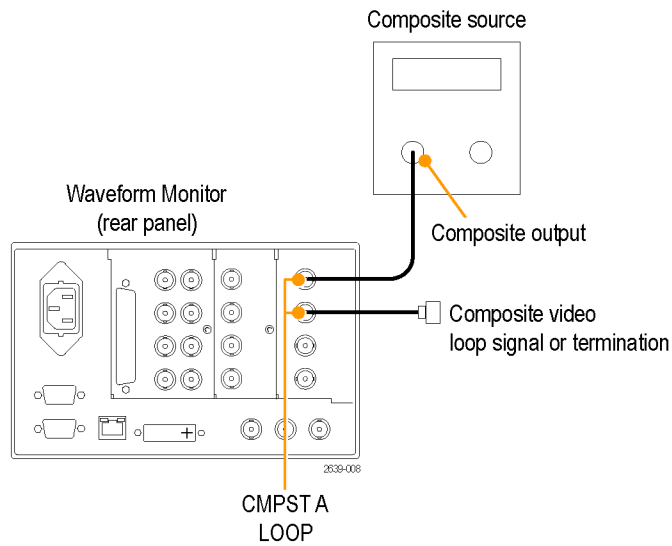 Composite source
Waveform Monitor
(rear panel)
Composite output
Composite video
loop signal or termination
2639-008
CMPST A
LOOP